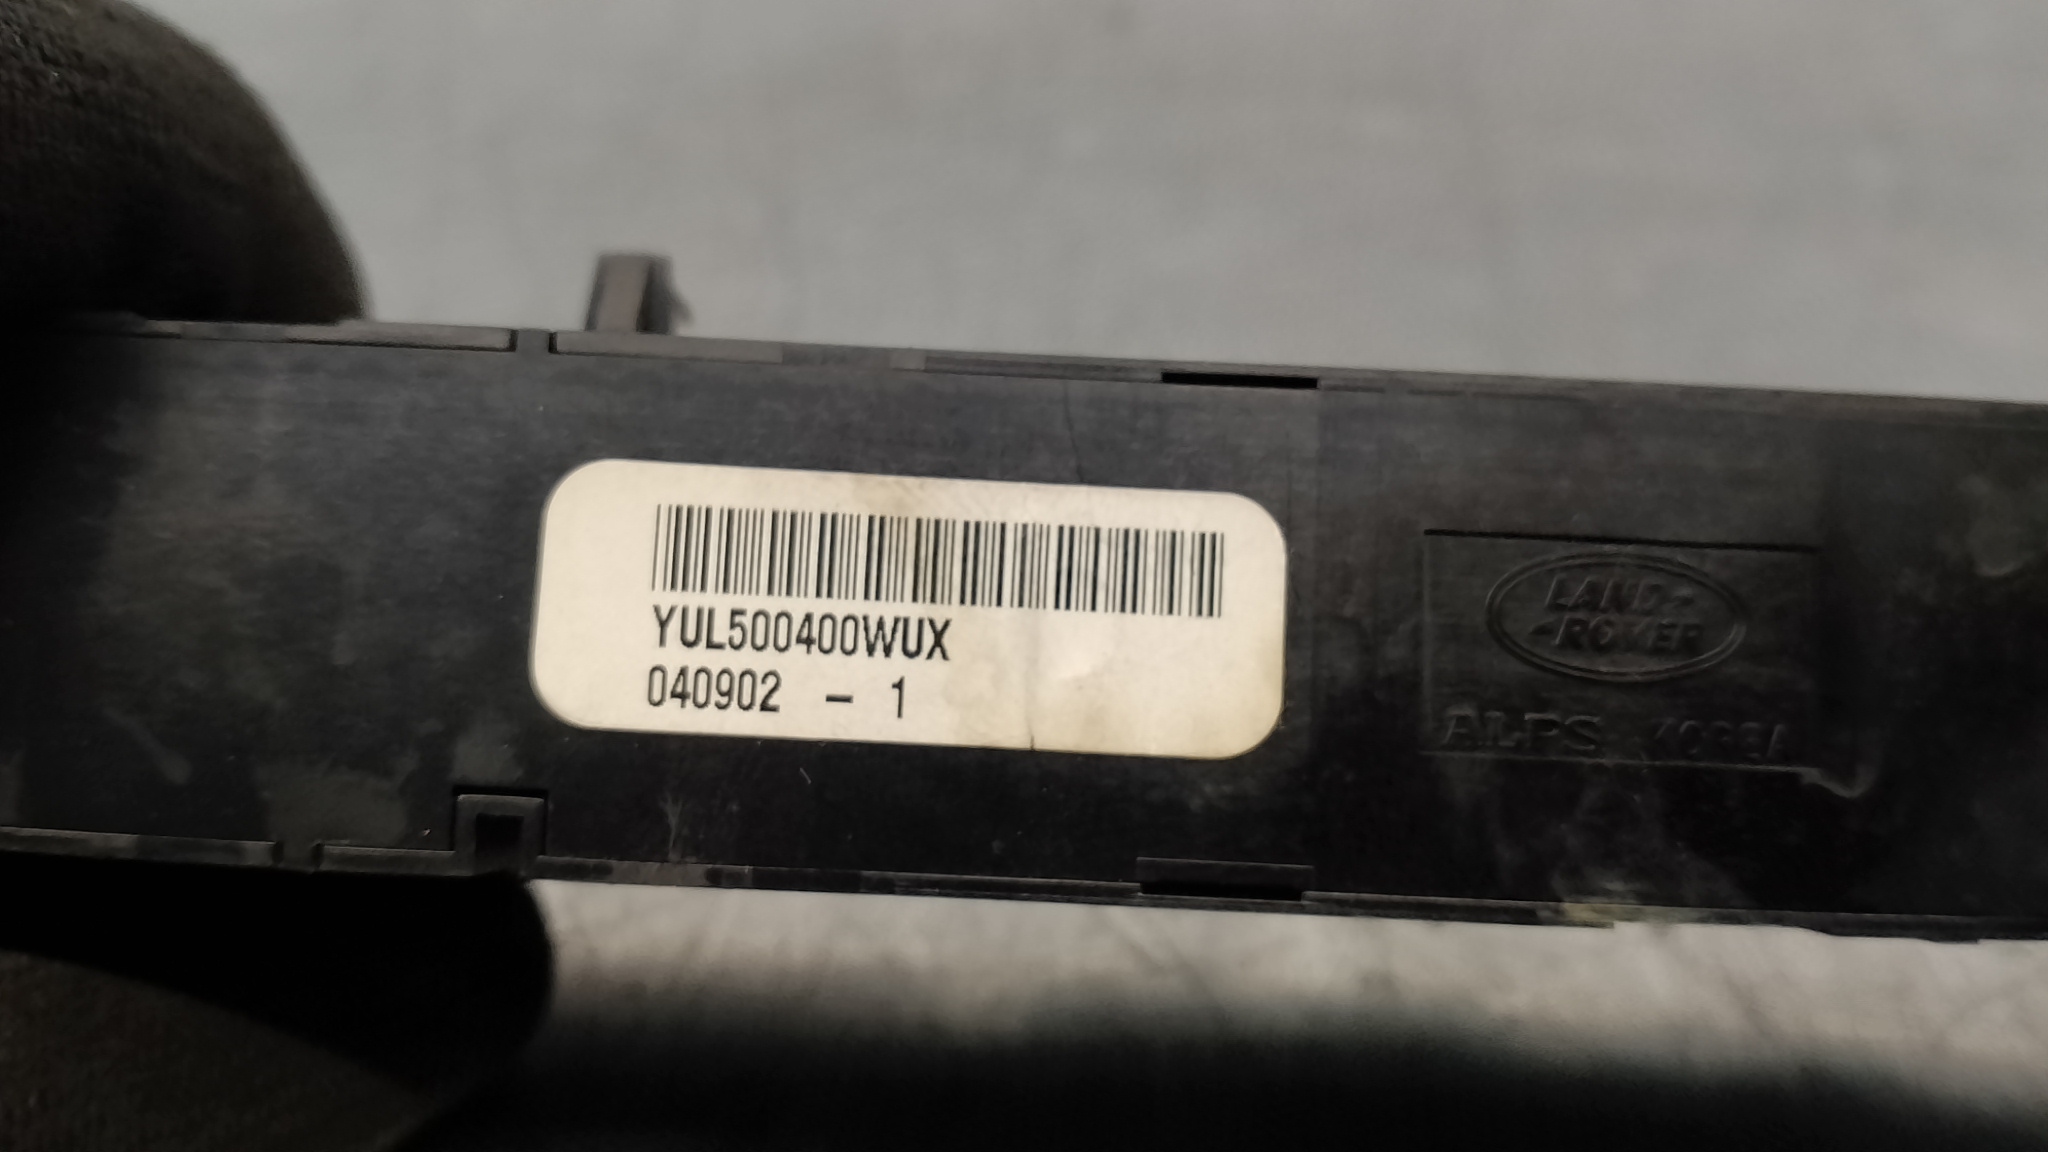 YUL500400WUX
040902 - 1
LAND-
-ROVER
ALPS KOREA